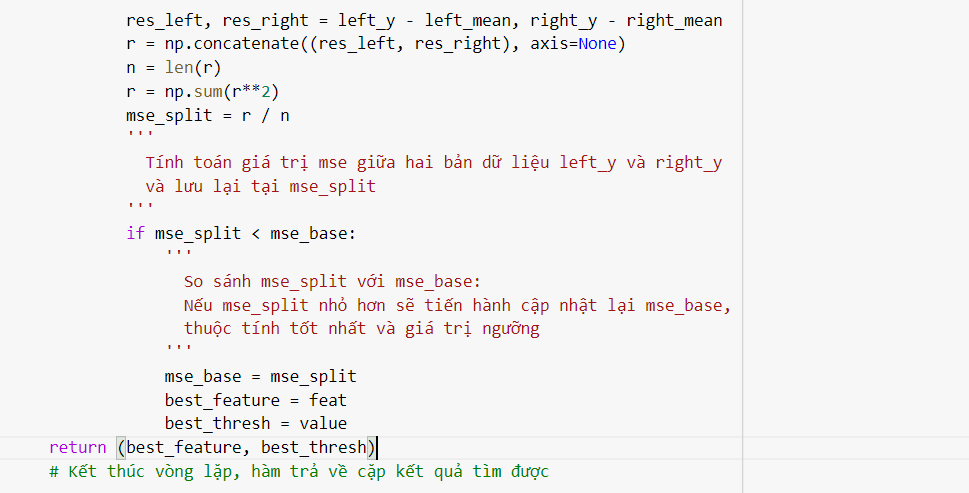 res_left, res_right = left_y - left_mean, right_y - right_mean
r = np.concatenate((res_left, res_right), axis=None)
n = len(r)
r = np.sum(r**2)
mse_split = r / n
'''
Tính toán giá trị mse giữa hai bản dữ liệu left_y và right_y
và lưu lại tại mse_split
'''
if mse_split < mse_base:
'''
So sánh mse_split với mse_base:
Nếu mse_split nhỏ hơn sẽ tiến hành cập nhật lại mse_base,
thuộc tính tốt nhất và giá trị ngưỡng
'''
mse_base = mse_split
best_feature = feat
best_thresh = value
return (best_feature, best_thresh)
# Kết thúc vòng lặp, hàm trả về cặp kết quả tìm được